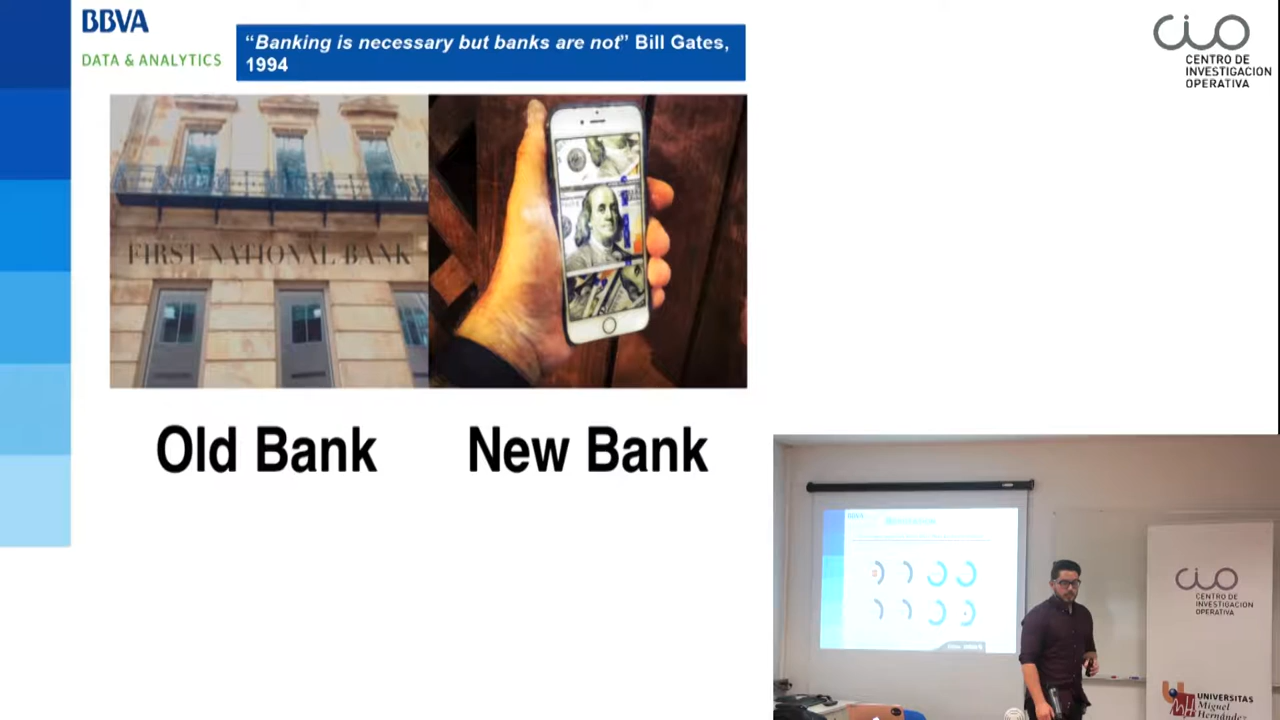 BBVA
DATA & ANALYTICS
“Banking is necessary but banks are not” Bill Gates,
1994
CIO
CENTRO DE
INVESTIGACION
OPERATIVA
FIRST NATIONAL BANK
Old Bank
New Bank
BBVA
CIO
CENTRO DE
INVESTIGACION
OPERATIVA
UNIVERSITAS
Miguel
Hernández